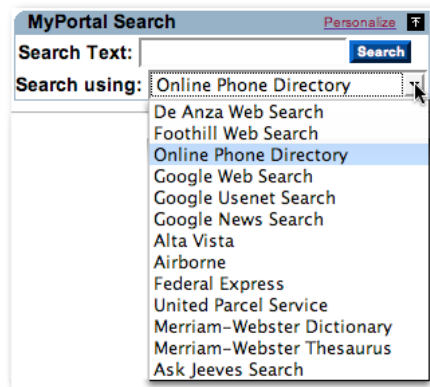 MyPortal Search Personalize
Search Text: Search
Search using: Online Phone Directory
De Anza Web Search
Foothill Web Search
Online Phone Directory
Google Web Search
Google Usenet Search
Google News Search
Alta Vista
Airborne
Federal Express
United Parcel Service
Merriam-Webster Dictionary
Merriam-Webster Thesaurus
Ask Jeeves Search